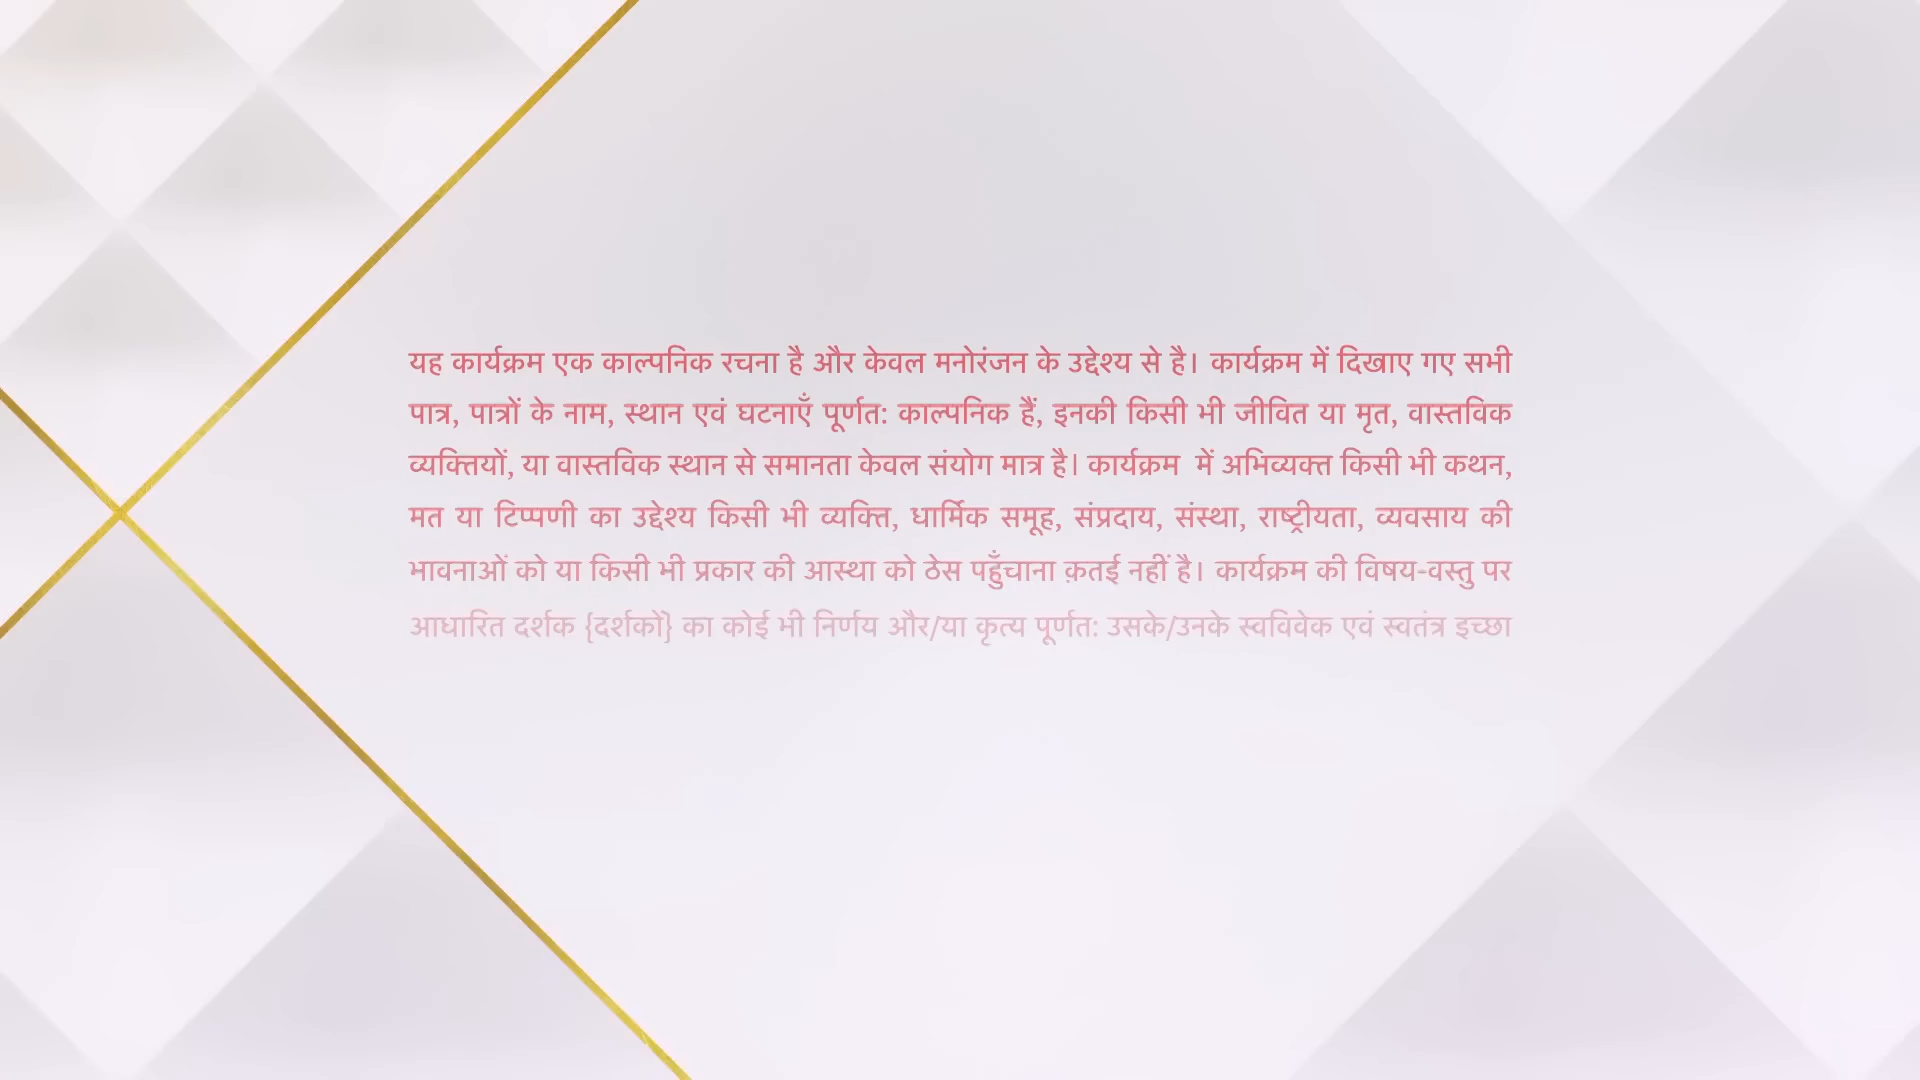 यह कार्यक्रम एक काल्पनिक रचना है और केवल मनोरंजन के उद्देश्य से है। कार्यक्रम में दिखाए गए सभी
पात्र, पात्रों के नाम, स्थान एवं घटनाएँ पूर्णत: काल्पनिक हैं, इनकी किसी भी जीवित या मृत, वास्तविक
व्यक्तियों, या वास्तविक स्थान से समानता केवल संयोग मात्र है। कार्यक्रम में अभिव्यक्त किसी भी कथन,
मत या टिप्पणी का उद्देश्य किसी भी व्यक्ति, धार्मिक समूह, संप्रदाय, संस्था, राष्ट्रीयता, व्यवसाय की
भावनाओं को या किसी भी प्रकार की आस्था को ठेस पहुँचाना क़तई नहीं है। कार्यक्रम की विषय-वस्तु पर
आधारित दर्शक {दर्शकों} का कोई भी निर्णय और/या कृत्य पूर्णत: उसके/उनके स्वविवेक एवं स्वतंत्र इच्छा